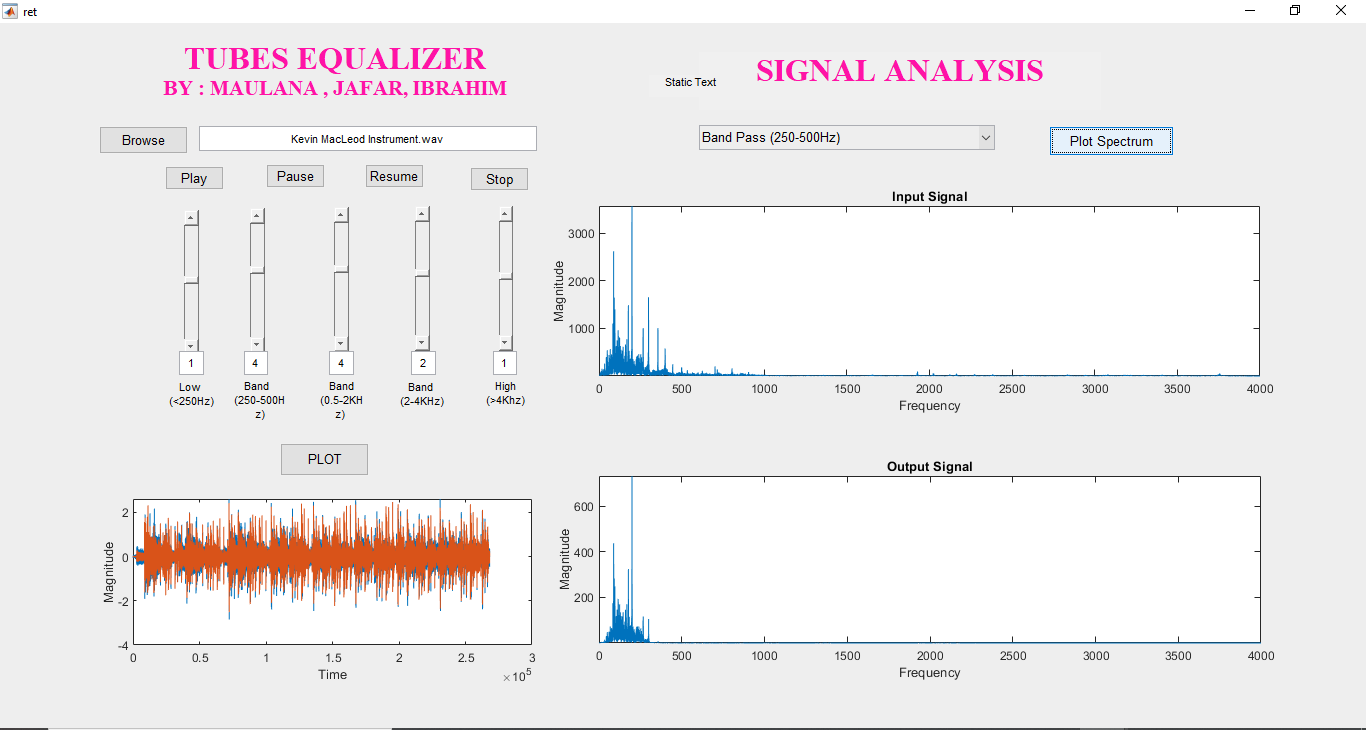 ret
TUBES EQUALIZER
BY : MAULANA , JAFAR, IBRAHIM
Static Text
SIGNAL ANALYSIS
Browse
Kevin MacLeod Instrument.wav
Band Pass (250-500Hz)
Plot Spectrum
Play
Pause
Resume
Stop
1
4
4
2
1
Low
(<250Hz)
Band
(250-500H
z)
Band
(0.5-2KH
z)
Band
(2-4KHz)
High
(>4Khz)
PLOT
Magnitude
2
0
-2
-4
0
0.5
1
1.5
2
2.5
3
Time
×10^5
Input Signal
Magnitude
3000
2000
1000
0
500
1000
1500
2000
2500
3000
3500
4000
Frequency
Output Signal
Magnitude
600
400
200
0
500
1000
1500
2000
2500
3000
3500
4000
Frequency